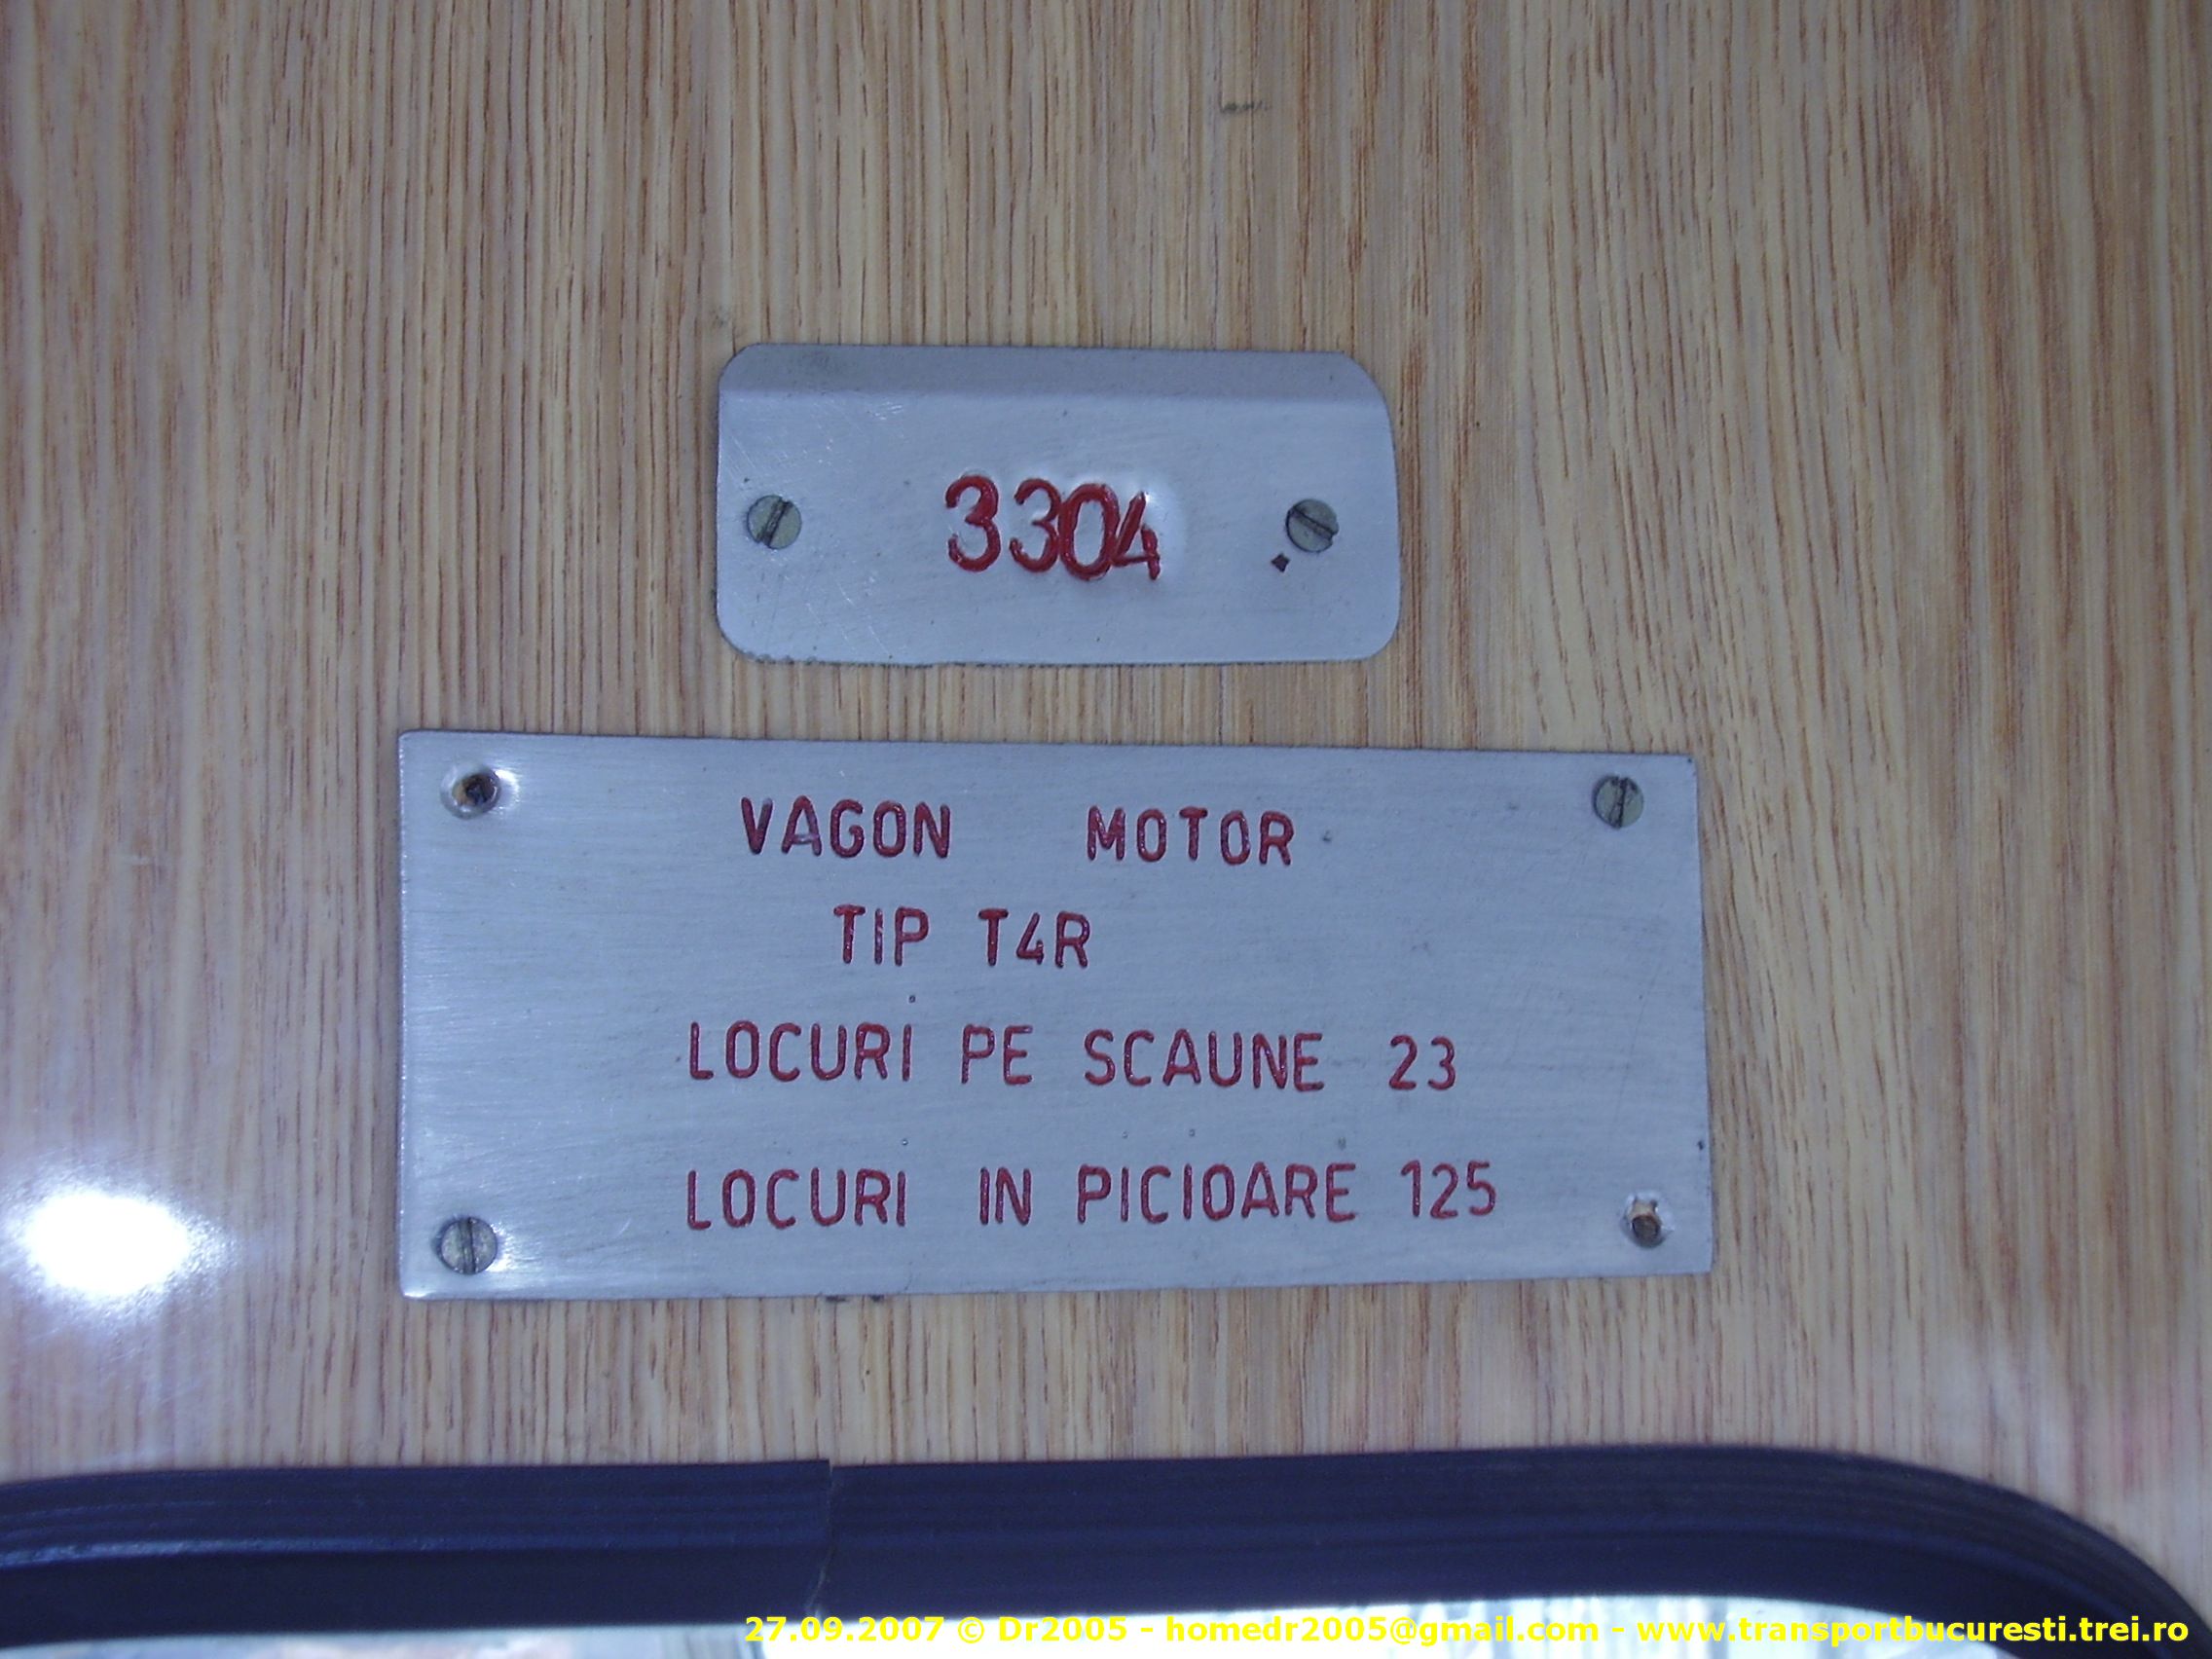 3304
VAGON MOTOR
TIP T4R
LOCURI PE SCAUNE 23
LOCURI IN PICIOARE 125
27.09.2007 © Dr2005 - homedr2005@gmail.com - www.transportbucuresti.trei.ro